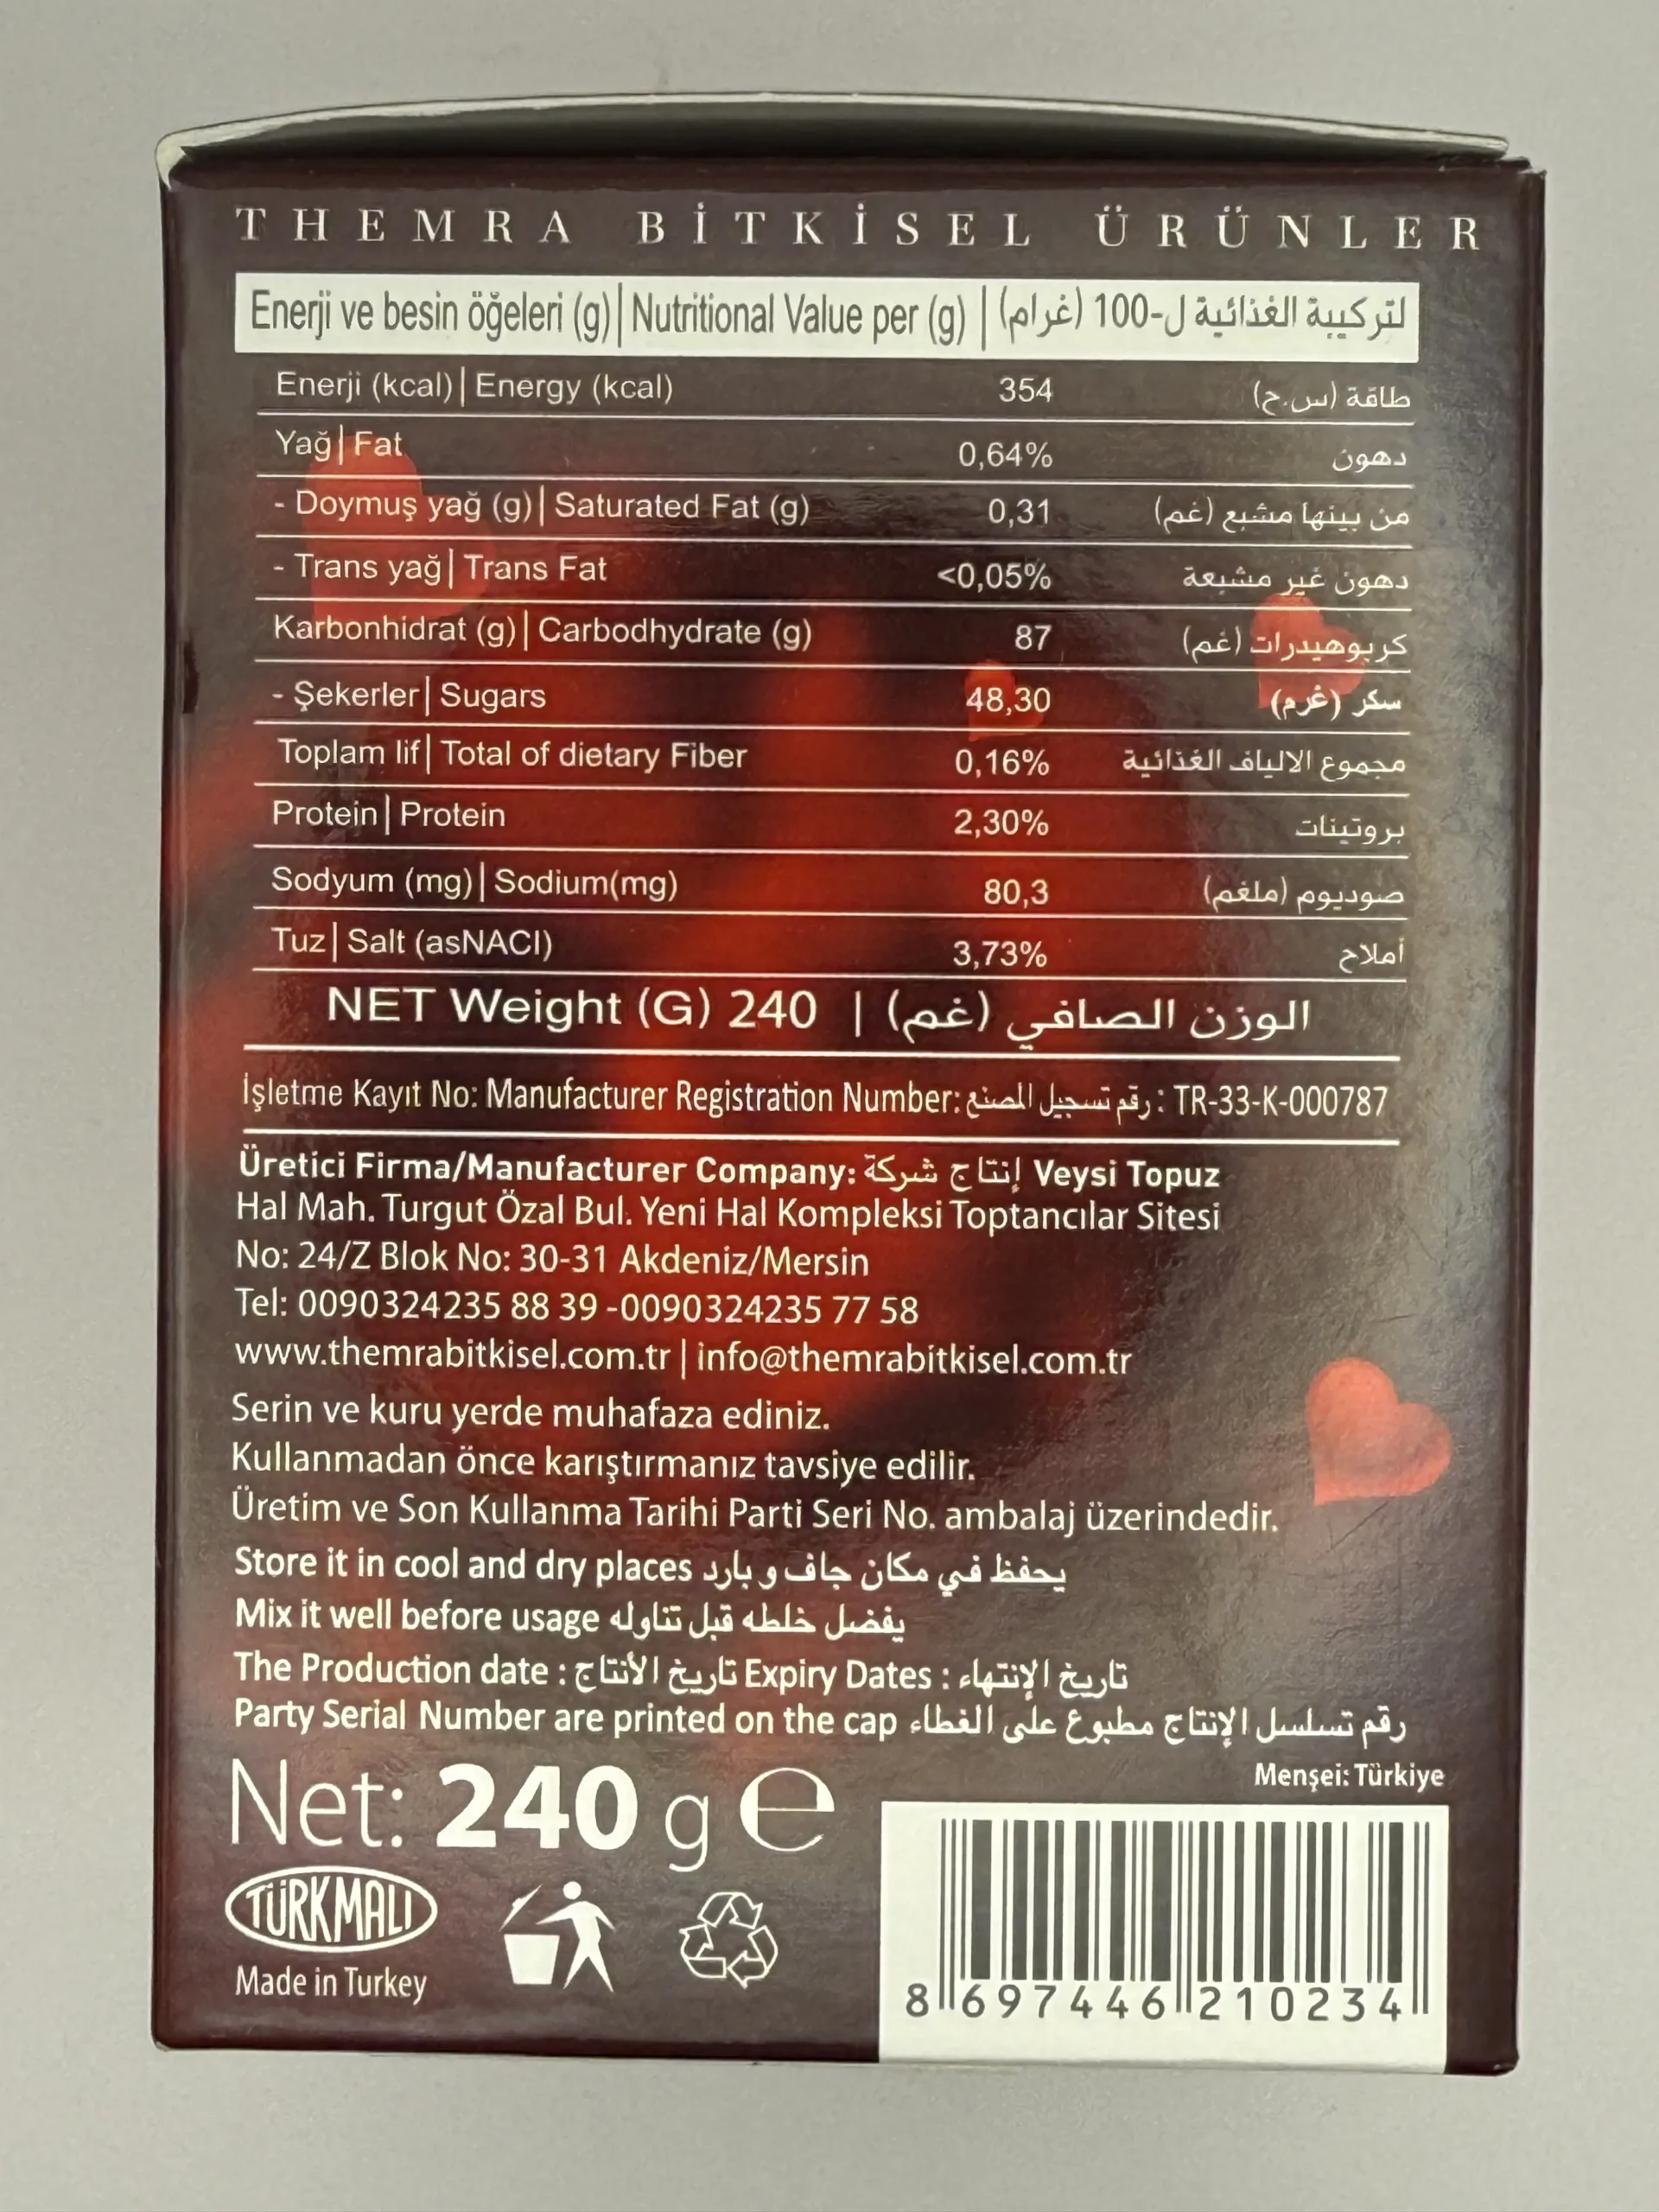 THEMRA BİTKİSEL ÜRÜNLER
Enerji ve besin öğeleri (g)| Nutritional Value per (g) | لتركيبة الغذائية ل-100 (غرام)
Enerji (kcal)| Energy (kcal) 354 طاقة (س.ح)
Yağ| Fat 0,64% دهون
- Doymuş yağ (g)| Saturated Fat (g) 0,31 من بينها مشبع (غم)
- Trans yağ| Trans Fat <0,05% دهون غير مشبعة
Karbonhidrat (g)| Carbodhydrate (g) 87 كربوهيدرات (غم)
- Şekerler| Sugars 48,30 سكر (غرم)
Toplam lif| Total of dietary Fiber 0,16% مجموع الالياف الغذائية
Protein| Protein 2,30% بروتينات
Sodyum (mg)| Sodium(mg) 80,3 صوديوم (ملغم)
Tuz| Salt (asNACI) 3,73% أملاح
NET Weight (G) 240 | الوزن الصافي (غم)
İşletme Kayıt No: Manufacturer Registration Number: رقم تسجيل المصنع : TR-33-K-000787
Üretici Firma/Manufacturer Company: إنتاج شركة Veysi Topuz
Hal Mah. Turgut Özal Bul. Yeni Hal Kompleksi Toptancılar Sitesi
No: 24/Z Blok No: 30-31 Akdeniz/Mersin
Tel: 0090324235 88 39 -0090324235 77 58
www.themrabitkisel.com.tr | info@themrabitkisel.com.tr
Serin ve kuru yerde muhafaza ediniz.
Kullanmadan önce karıştırmanız tavsiye edilir.
Üretim ve Son Kullanma Tarihi Parti Seri No. ambalaj üzerindedir.
Store it in cool and dry places يحفظ في مكان جاف و بارد
Mix it well before usage يفضل خلطه قبل تناوله
The Production date : تاريخ الأنتاج Expiry Dates : تاريخ الإنتهاء
Party Serial Number are printed on the cap رقم تسلسل الإنتاج مطبوع على الغطاء
Menşei: Türkiye
Net: 240 g e
TÜRKMALI
Made in Turkey
8 697446 210234